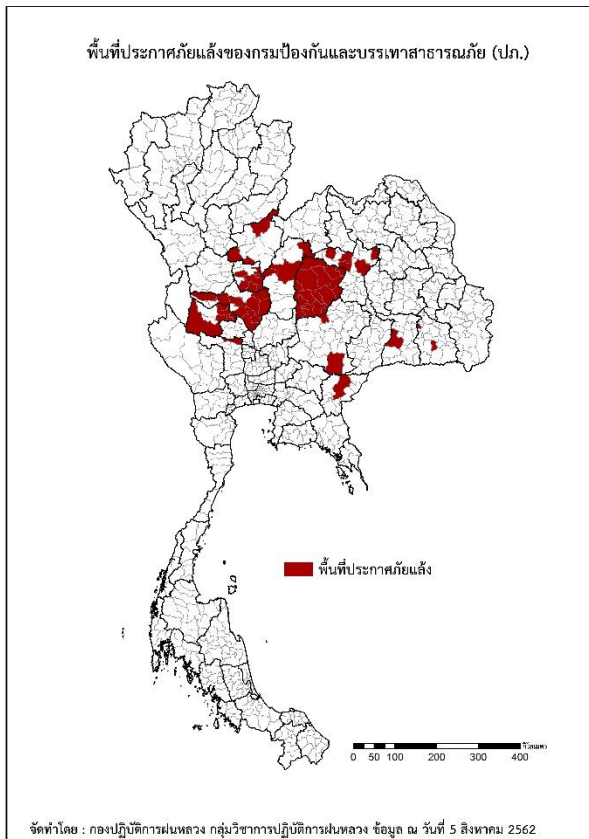 พื้นที่ประกาศภัยแล้งของกรมป้องกันและบรรเทาสาธารณภัย (ปภ.)
พื้นที่ประกาศภัยแล้ง
กิโลเมตร
0 50 100 200 300 400
จัดทำโดย : กองปฏิบัติการฝนหลวง กลุ่มวิชาการปฏิบัติการฝนหลวง ข้อมูล ณ วันที่ 5 สิงหาคม 2562